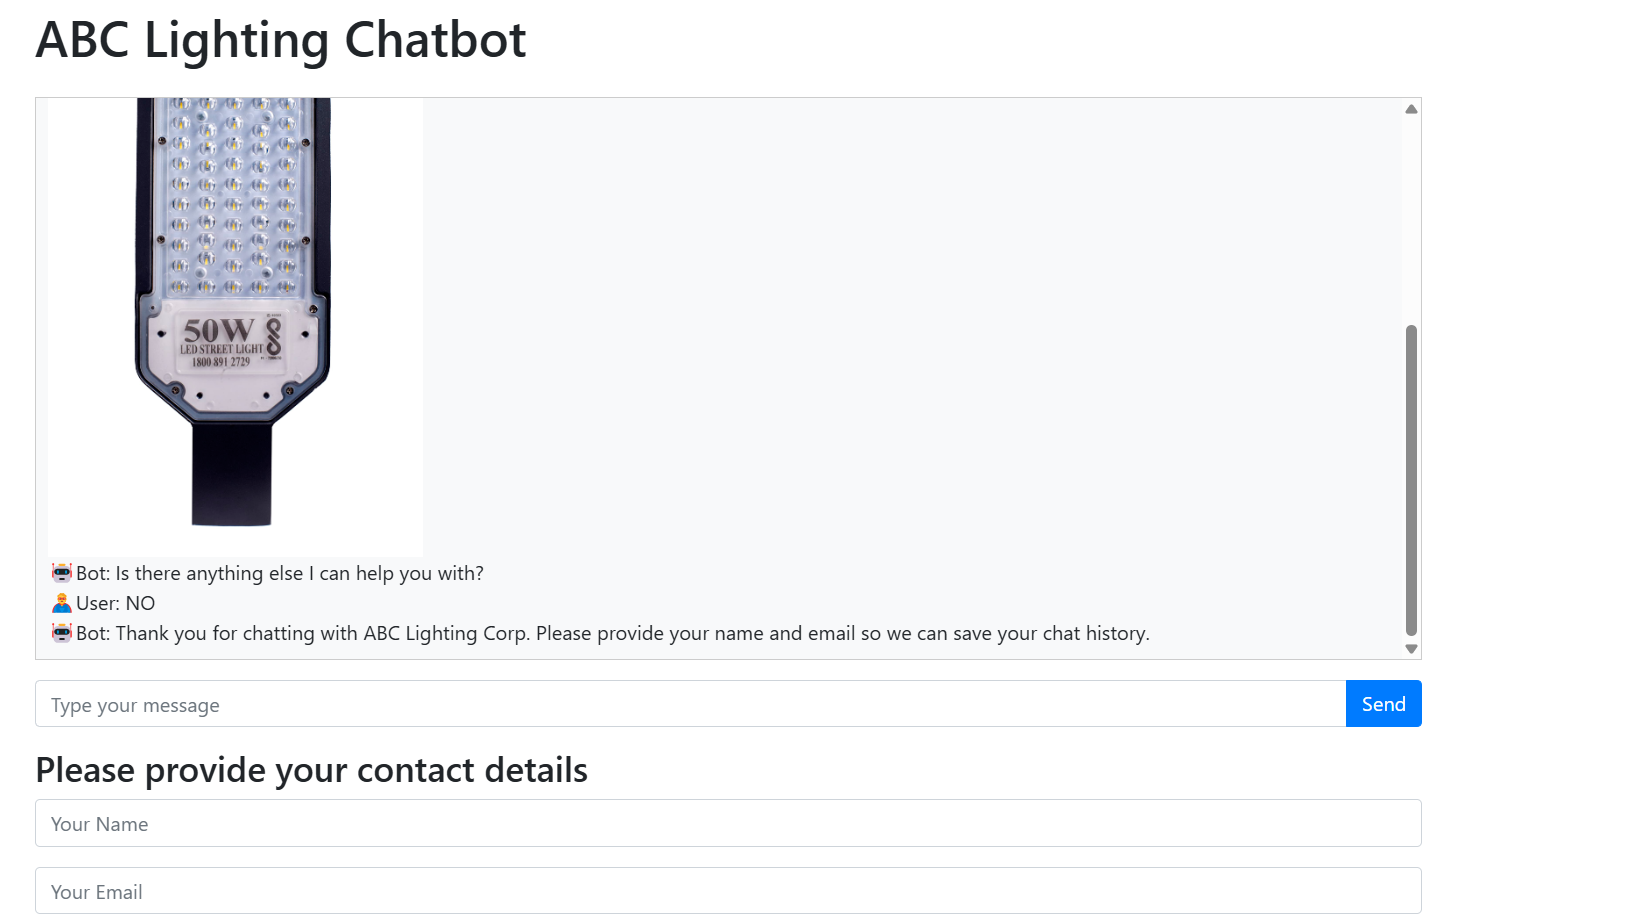 ABC Lighting Chatbot
50W
LED STREET LIGHT
1800 891 2729
Bot: Is there anything else I can help you with?
User: NO
Bot: Thank you for chatting with ABC Lighting Corp. Please provide your name and email so we can save your chat history.
Type your message
Send
Please provide your contact details
Your Name
Your Email